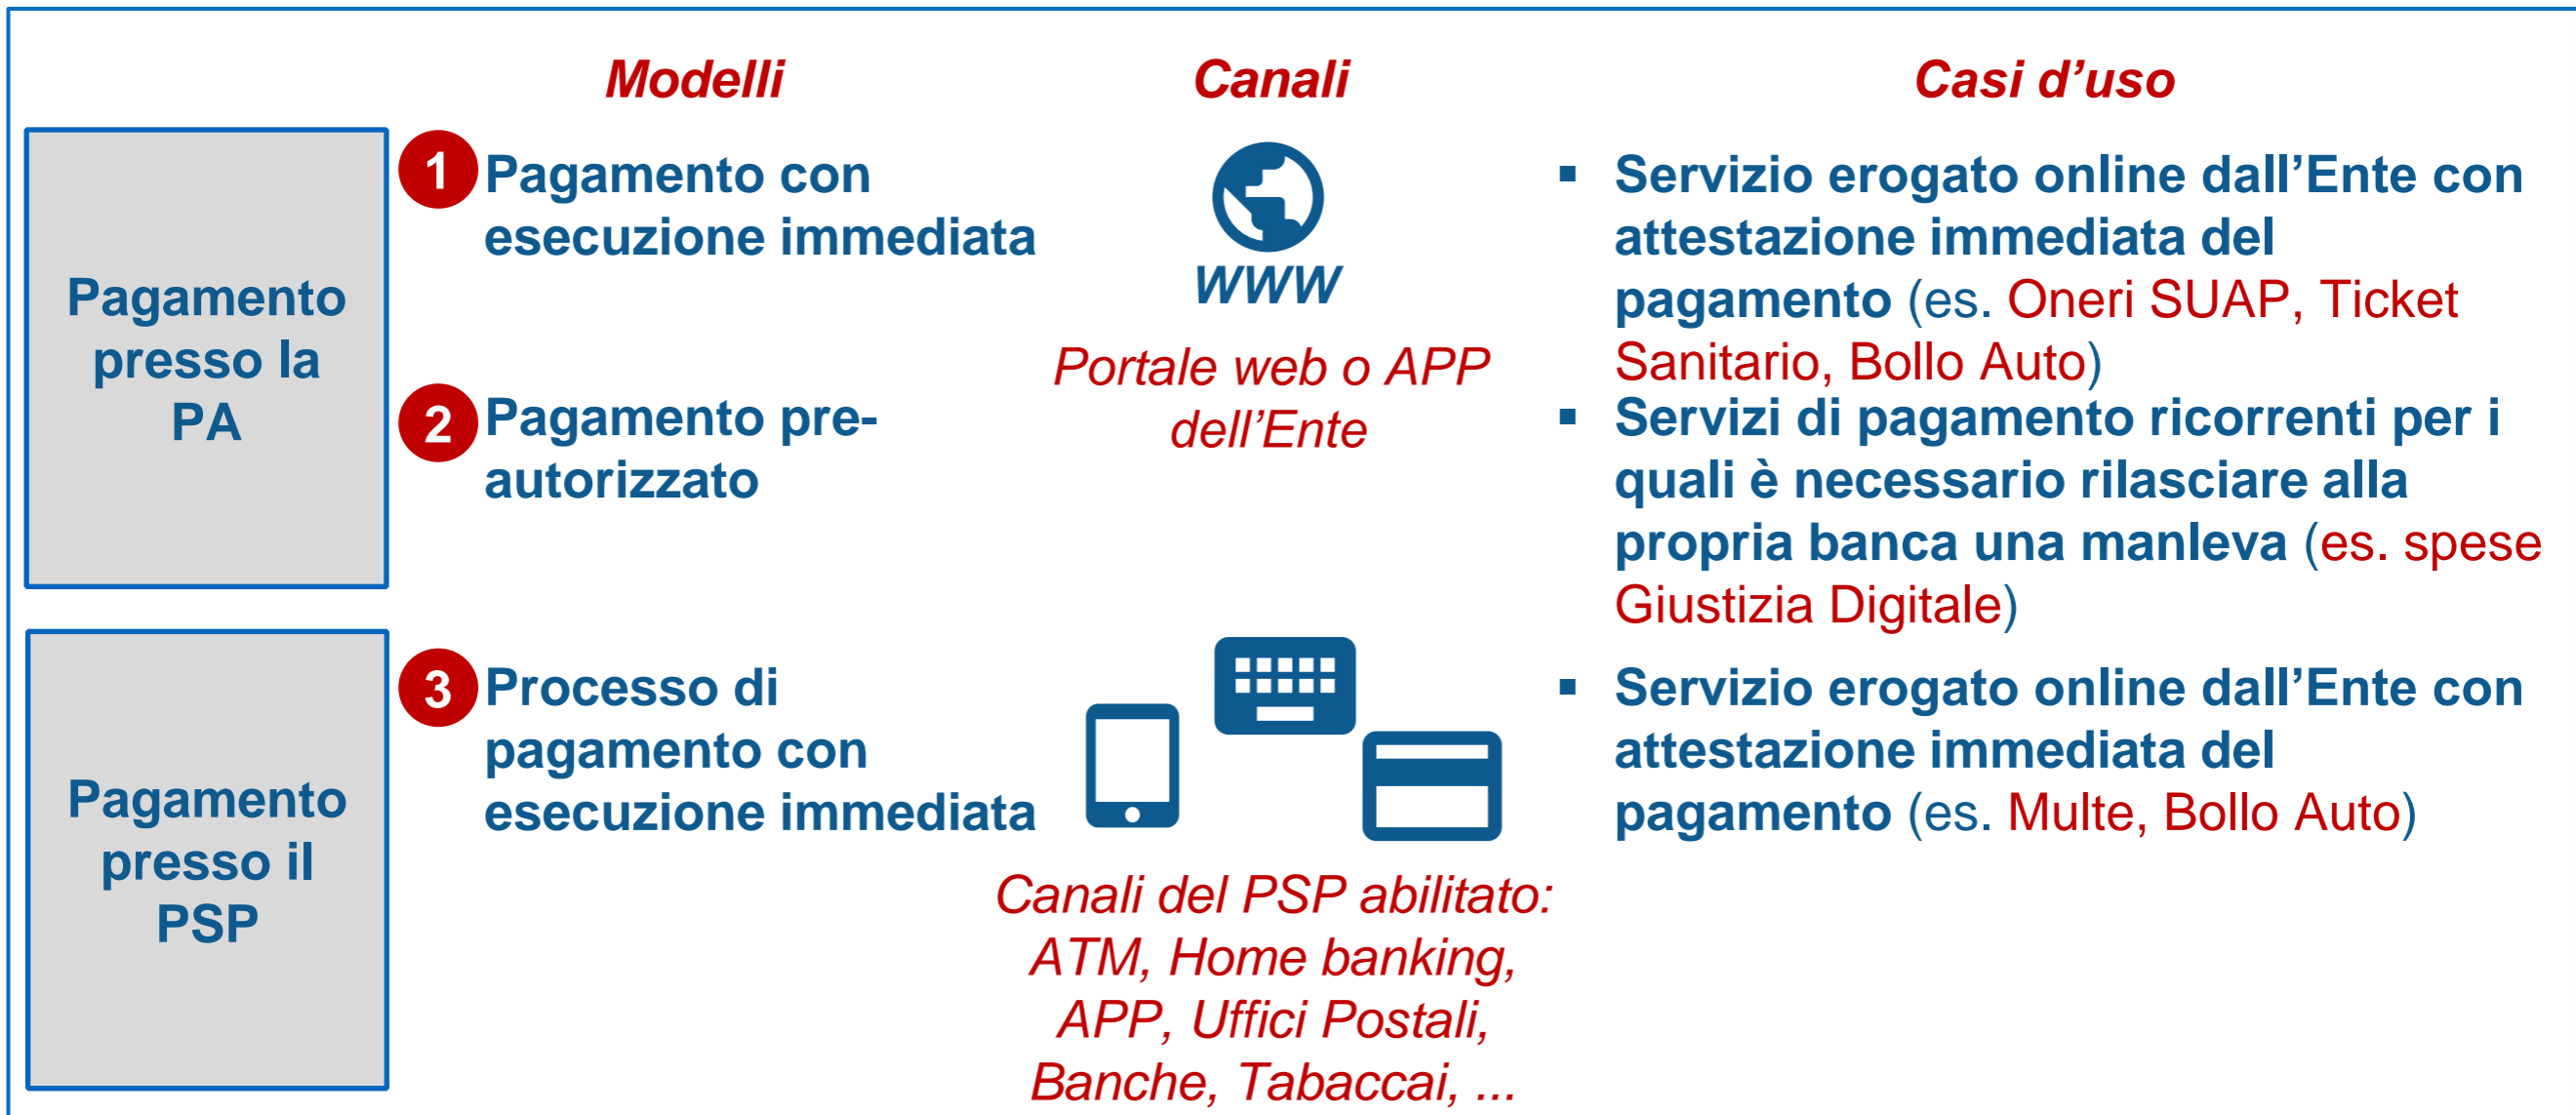 Modelli
Canali
Casi d'uso
Pagamento
presso la
PA
1
Pagamento con
esecuzione immediata
2
Pagamento pre-
autorizzato
WWW
Portale web o APP
dell'Ente
▪ Servizio erogato online dall'Ente con
attestazione immediata del
pagamento (es. Oneri SUAP, Ticket
Sanitario, Bollo Auto)
▪ Servizi di pagamento ricorrenti per i
quali è necessario rilasciare alla
propria banca una manleva (es. spese
Giustizia Digitale)
Pagamento
presso il
PSP
3
Processo di
pagamento con
esecuzione immediata
Canali del PSP abilitato:
ATM, Home banking,
APP, Uffici Postali,
Banche, Tabaccai, ...
▪ Servizio erogato online dall'Ente con
attestazione immediata del
pagamento (es. Multe, Bollo Auto)